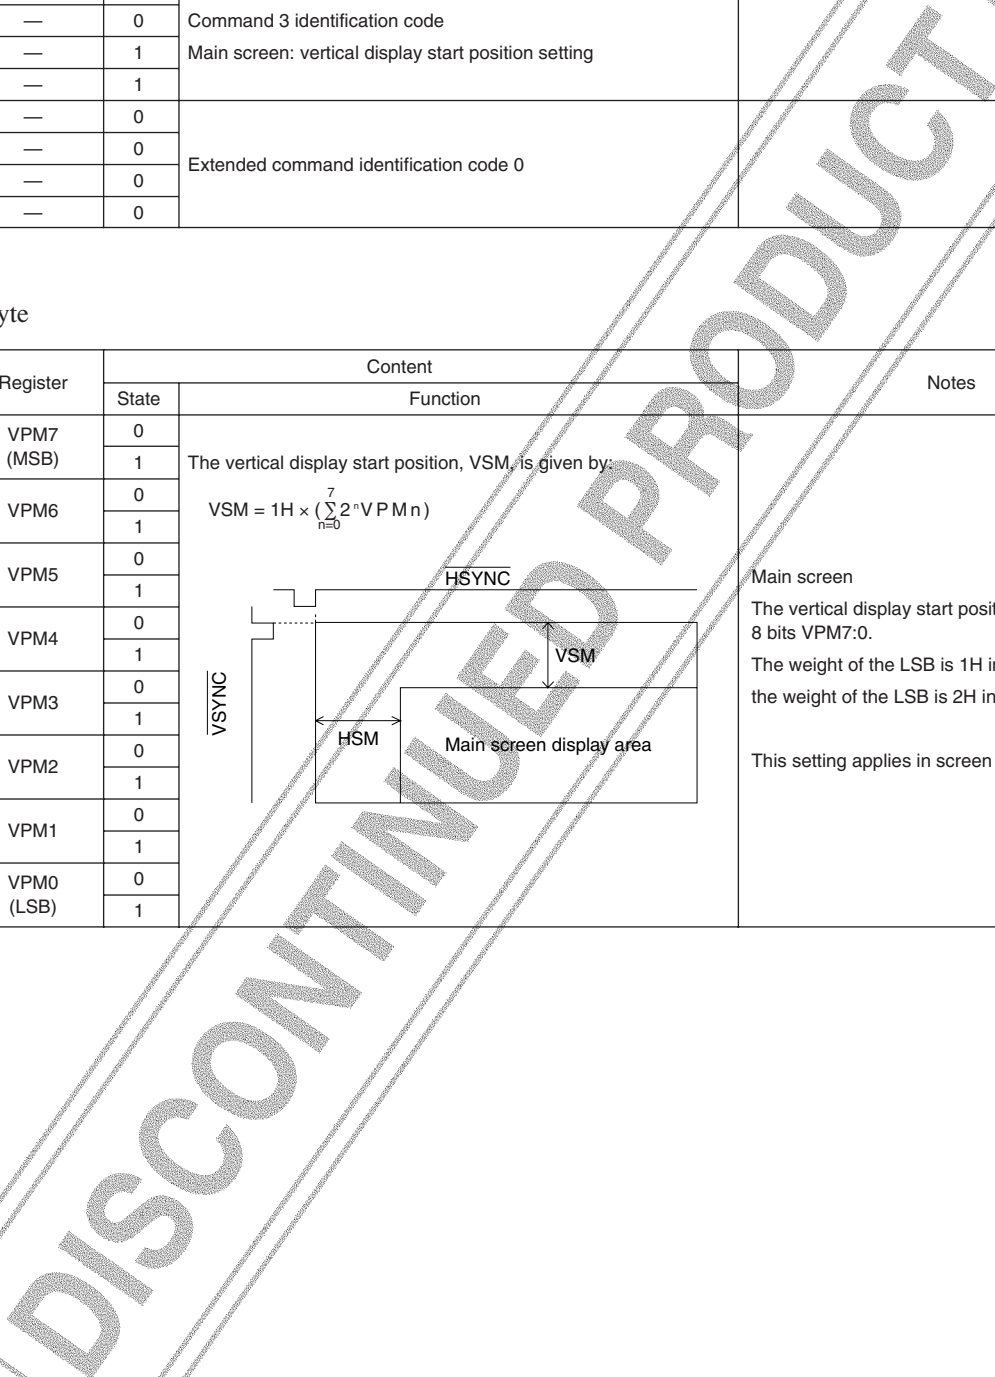 — 0 Command 3 identification code
— 1 Main screen: vertical display start position setting
— 1
— 0
— 0
Extended command identification code 0
— 0
— 0
yte
Register Content Notes
State Function
VPM7 (MSB) 0
1 The vertical display start position, VSM, is given by:
VPM6 0
1
VSM = 1H × ( 7 Σ n=0 2 n V P M n )
VPM5 0
1
HSYNC
Main screen
VPM4 0
1
The vertical display start posit
8 bits VPM7:0.
VSM
The weight of the LSB is 1H i
the weight of the LSB is 2H in
VPM3 0
1
VSYNC
HSM
Main screen display area
VPM2 0
1
This setting applies in screen
VPM1 0
1
VPM0 (LSB) 0
1
DISCONTINUED PRODUCT